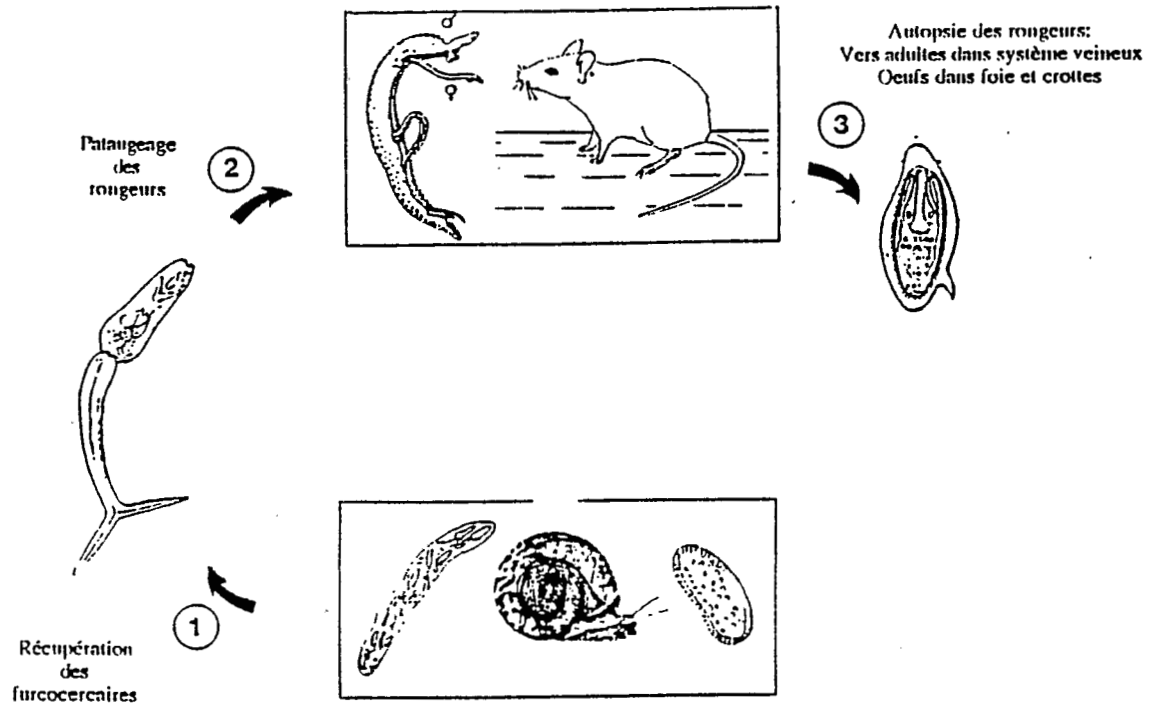 ♂
♀
Autopsie des rongeurs:
Vers adultes dans système veineux
Oeufs dans foie et crottes
3
Pataugeage
des
rongeurs
2
1
Récupération
des
furcocercaires